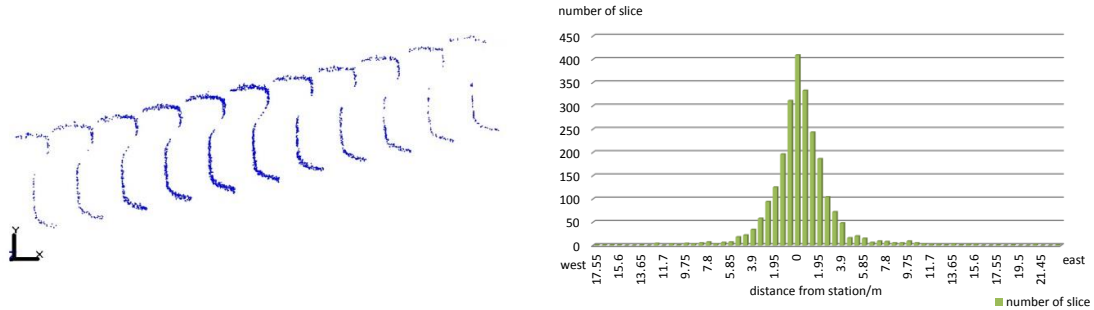 Y
X
number of slice
450
400
350
300
250
200
150
100
50
0
west 17.55 15.6 13.65 11.7 9.75 7.8 5.85 3.9 1.95 0 1.95 3.9 5.85 7.8 9.75 11.7 13.65 15.6 17.55 19.5 21.45 east
distance from station/m
number of slice